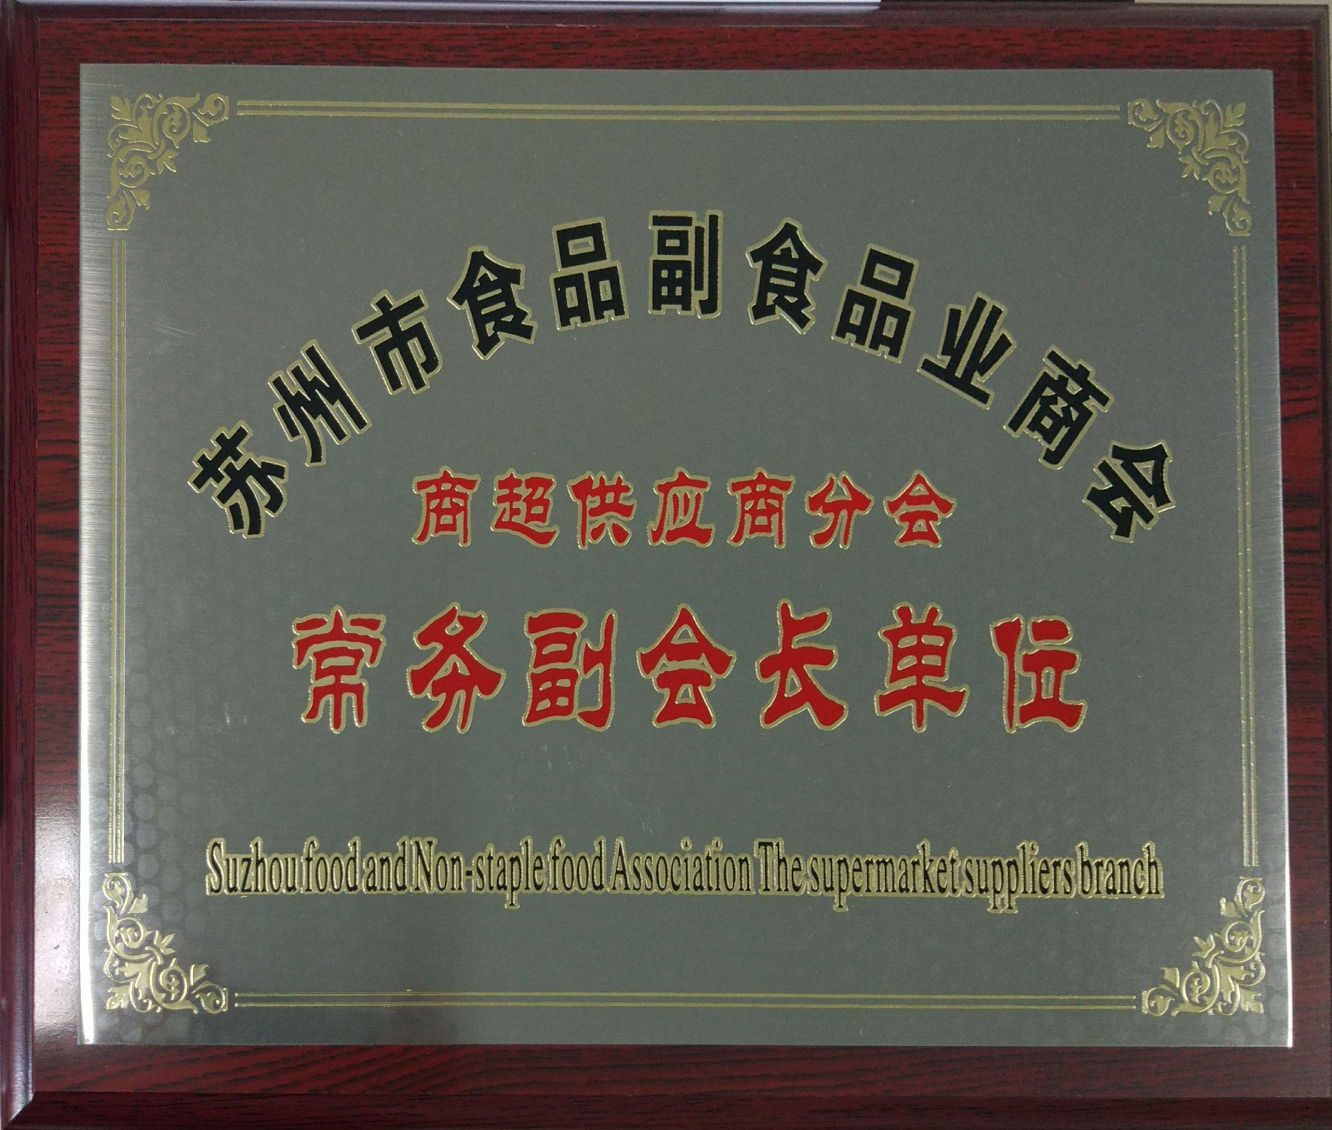 苏州市食品副食品业商会
商超供应商分会
常务副会长单位
Suzhou food and Non-staple food Association The supermarket suppliers branch